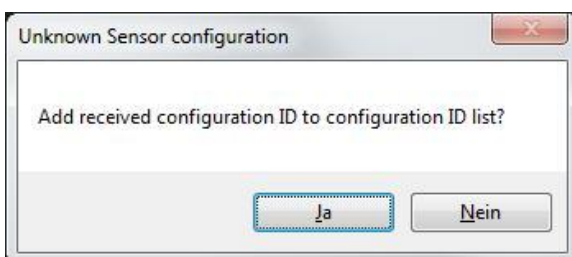 Unknown Sensor configuration
Add received configuration ID to configuration ID list?
Ja
Nein